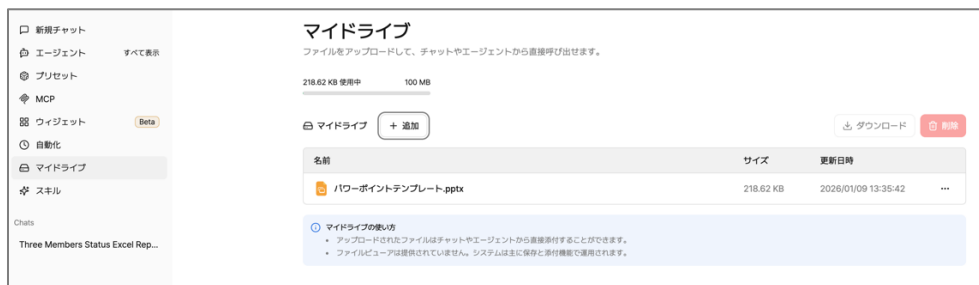 新規チャット
エージェント すべて表示
プリセット
MCP
ウィジェット Beta
自動化
マイドライブ
スキル
Chats
Three Members Status Excel Rep...
マイドライブ
ファイルをアップロードして、チャットやエージェントから直接呼び出せます。
218.62 KB 使用中 100 MB
マイドライブ + 追加 ダウンロード 削除
名前 サイズ 更新日時
パワーポイントテンプレート.pptx 218.62 KB 2026/01/09 13:35:42 ...
マイドライブの使い方
• アップロードされたファイルはチャットやエージェントから直接添付することができます。
• ファイルビューアは提供されていません。システムは主に保存と添付機能で運用されます。